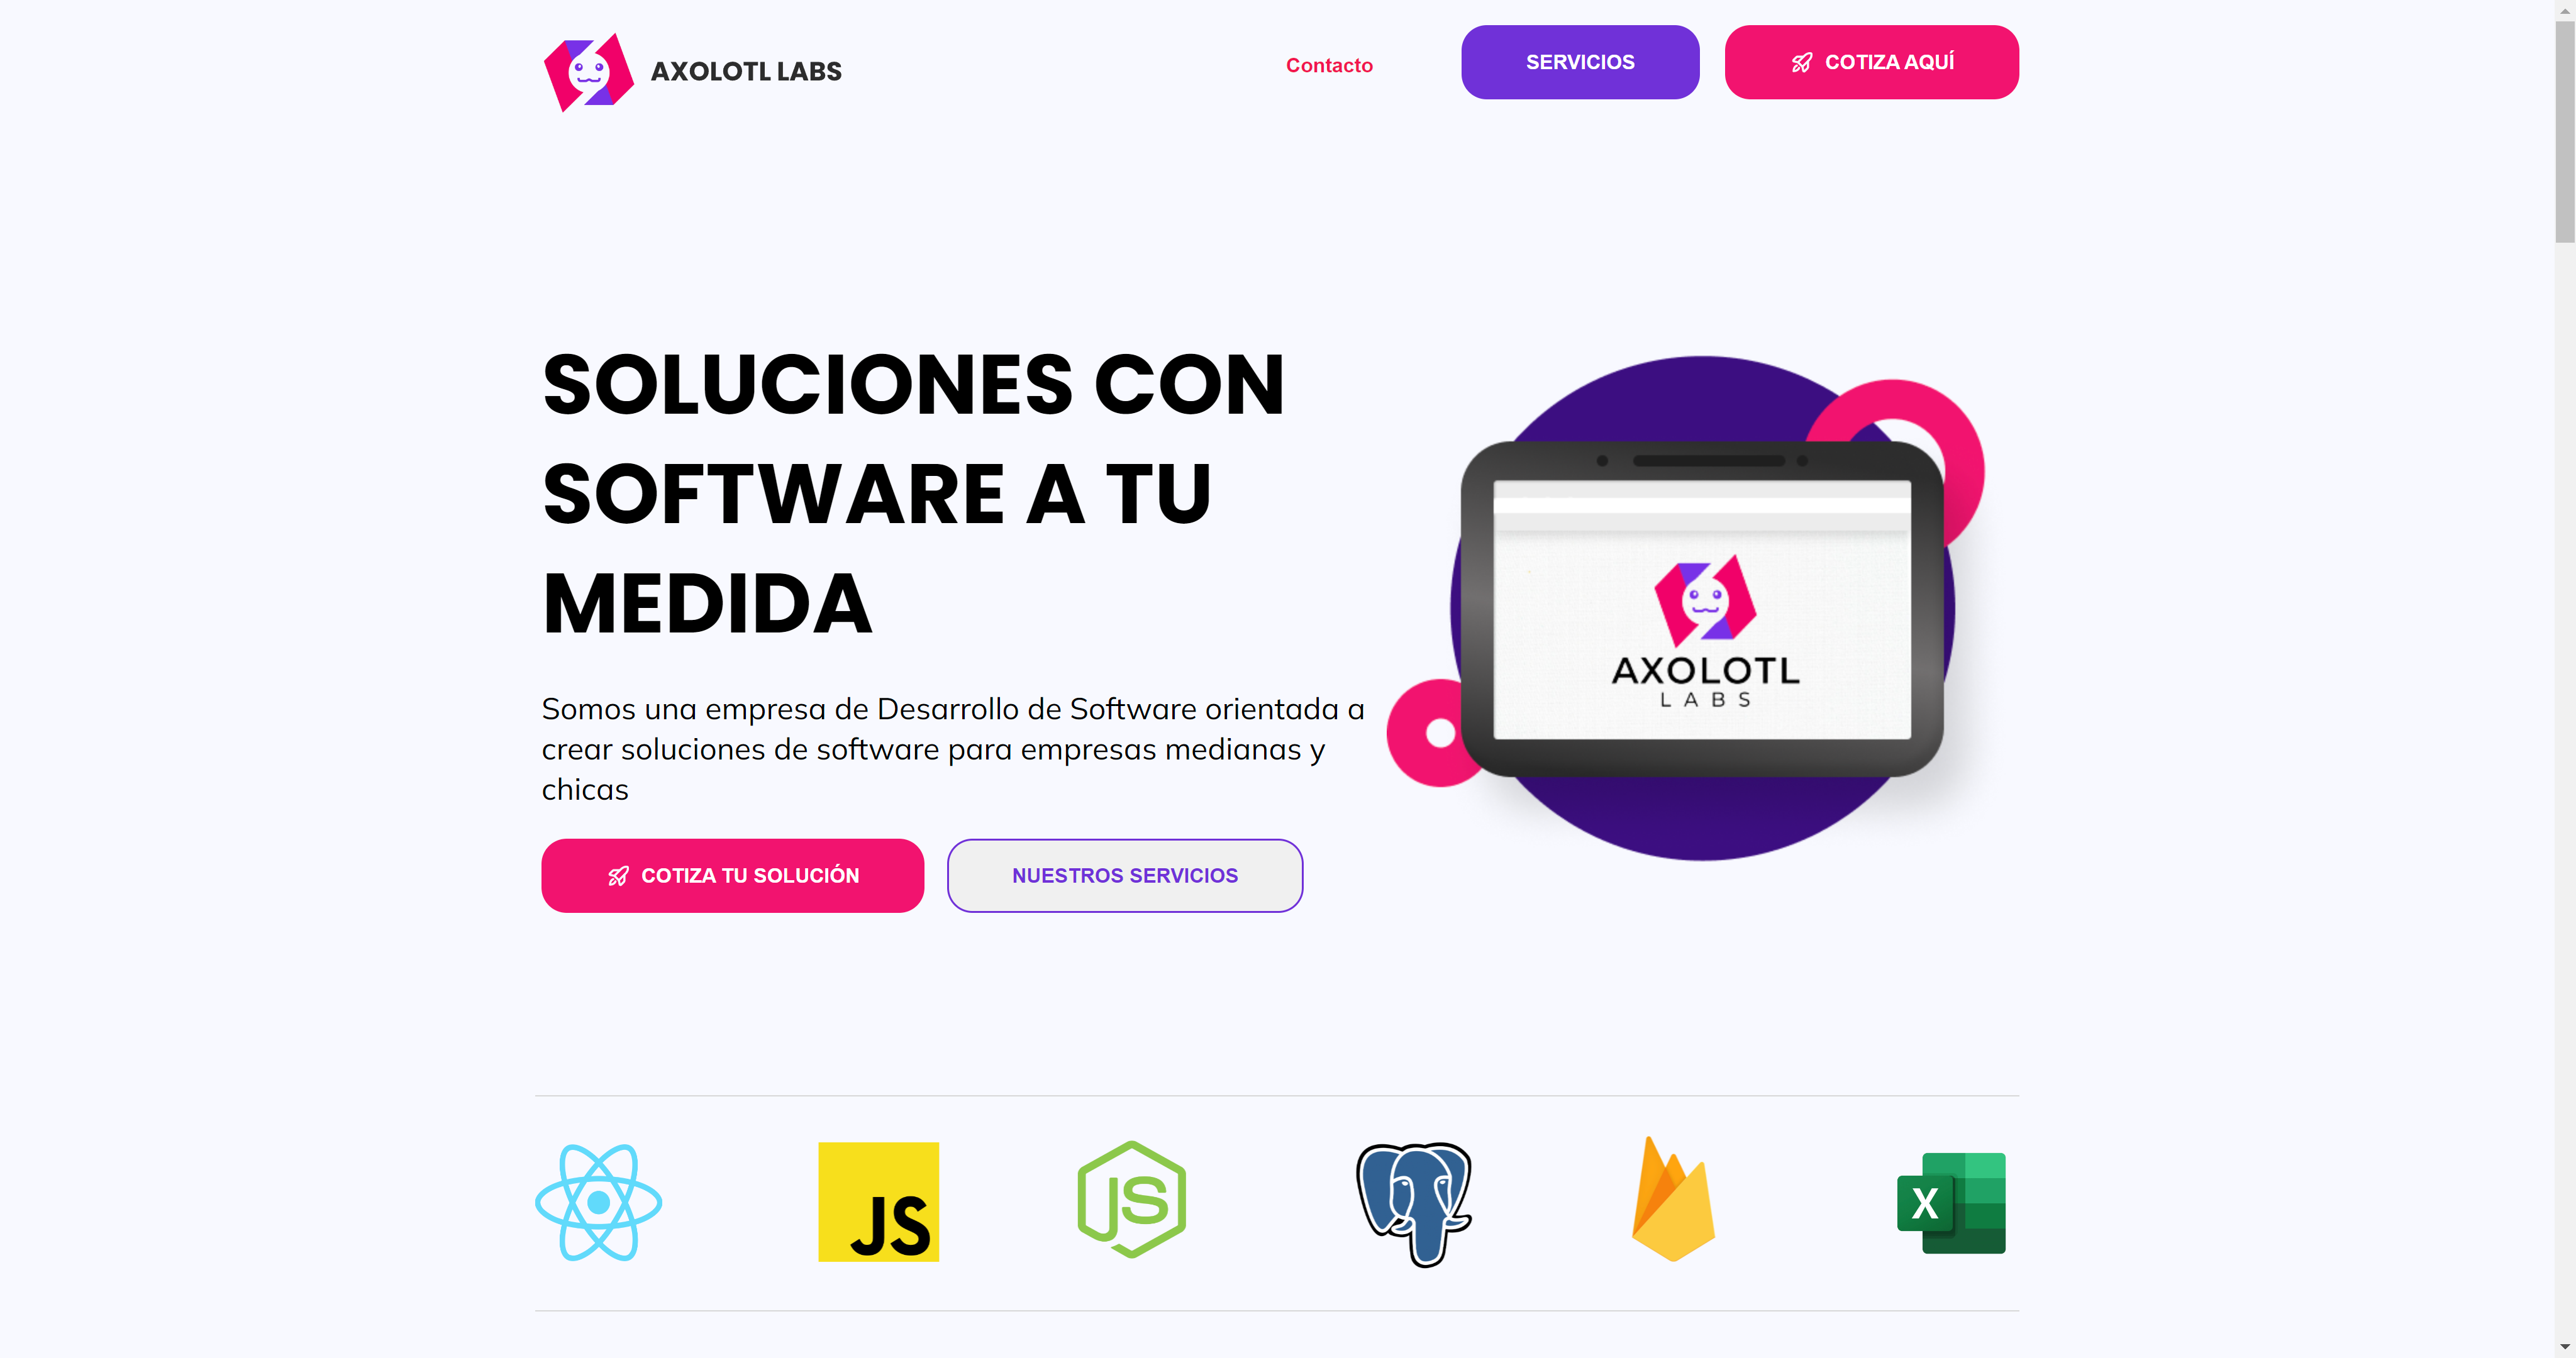 AXOLOTL LABS
Contacto
SERVICIOS
COTIZA AQUÍ
SOLUCIONES CON
SOFTWARE A TU
MEDIDA
Somos una empresa de Desarrollo de Software orientada a
crear soluciones de software para empresas medianas y
chicas
COTIZA TU SOLUCIÓN
NUESTROS SERVICIOS
AXOLOTL
LABS
JS
JS
X